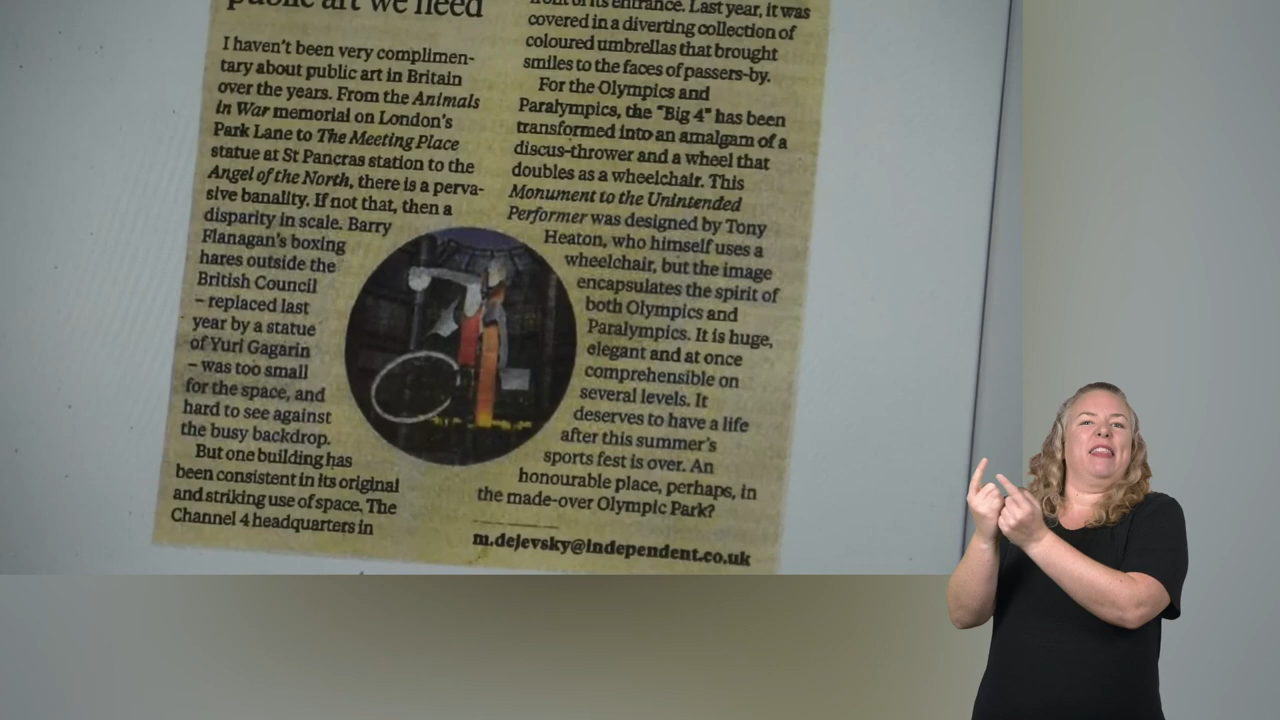 public art we need
I haven't been very complimen-
tary about public art in Britain
over the years. From the Animals
in War memorial on London's
Park Lane to The Meeting Place
statue at St Pancras station to the
Angel of the North, there is a perva-
sive banality. If not that, then a
disparity in scale. Barry
Flanagan's boxing
hares outside the
British Council
– replaced last
year by a statue
of Yuri Gagarin
– was too small
for the space, and
hard to see against
the busy backdrop.
But one building has
been consistent in its original
and striking use of space. The
Channel 4 headquarters in
front of its entrance. Last year, it was
covered in a diverting collection of
coloured umbrellas that brought
smiles to the faces of passers-by.
For the Olympics and
Paralympics, the "Big 4" has been
transformed into an amalgam of a
discus-thrower and a wheel that
doubles as a wheelchair. This
Monument to the Unintended
Performer was designed by Tony
Heaton, who himself uses a
wheelchair, but the image
encapsulates the spirit of
both Olympics and
Paralympics. It is huge,
elegant and at once
comprehensible on
several levels. It
deserves to have a life
after this summer's
sports fest is over. An
honourable place, perhaps, in
the made-over Olympic Park?
m.dejevsky@independent.co.uk